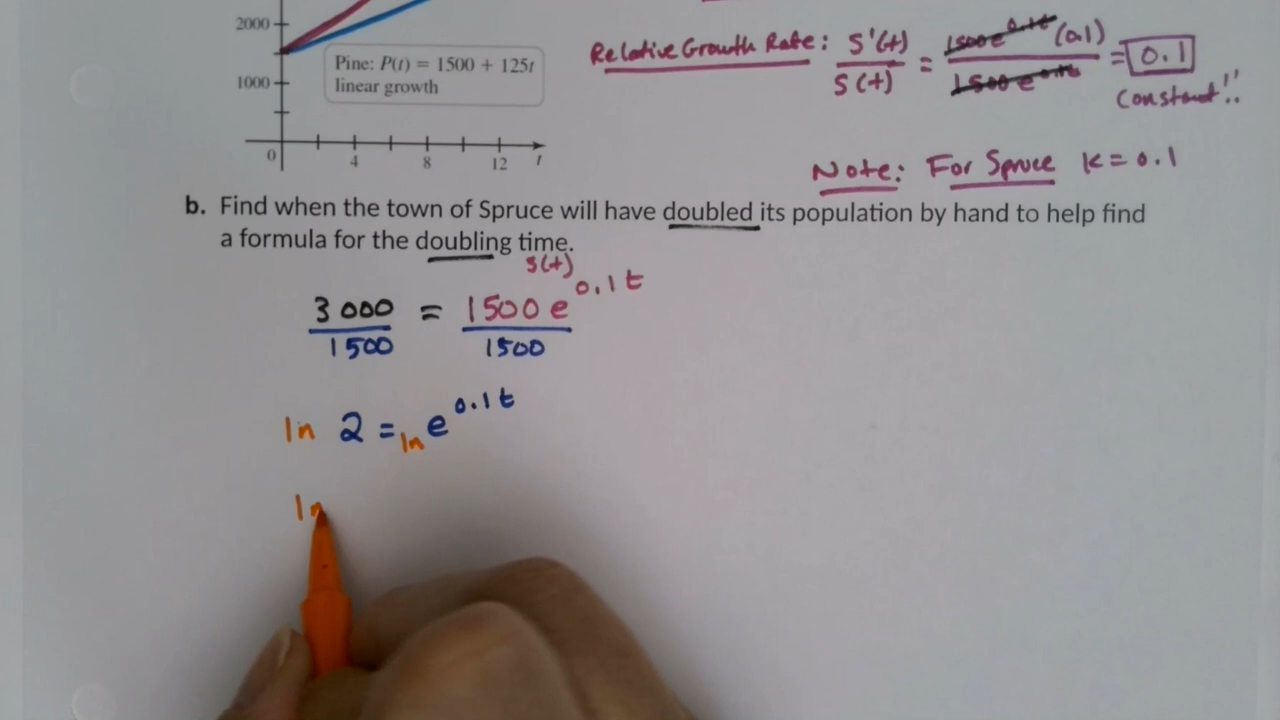 2000
1000
0
4
8
12
t
Pine: P(t) = 1500 + 125t
linear growth
Relative Growth Rate: S'(t) / S(t) = 1500e^0.1t (0.1) / 1500e^0.1t = 0.1
Constant!!
Note: For Spruce k = 0.1
b. Find when the town of Spruce will have doubled its population by hand to help find
a formula for the doubling time.
S(t)
3000 / 1500 = 1500e^0.1t / 1500
ln 2 = ln e^0.1t
ln